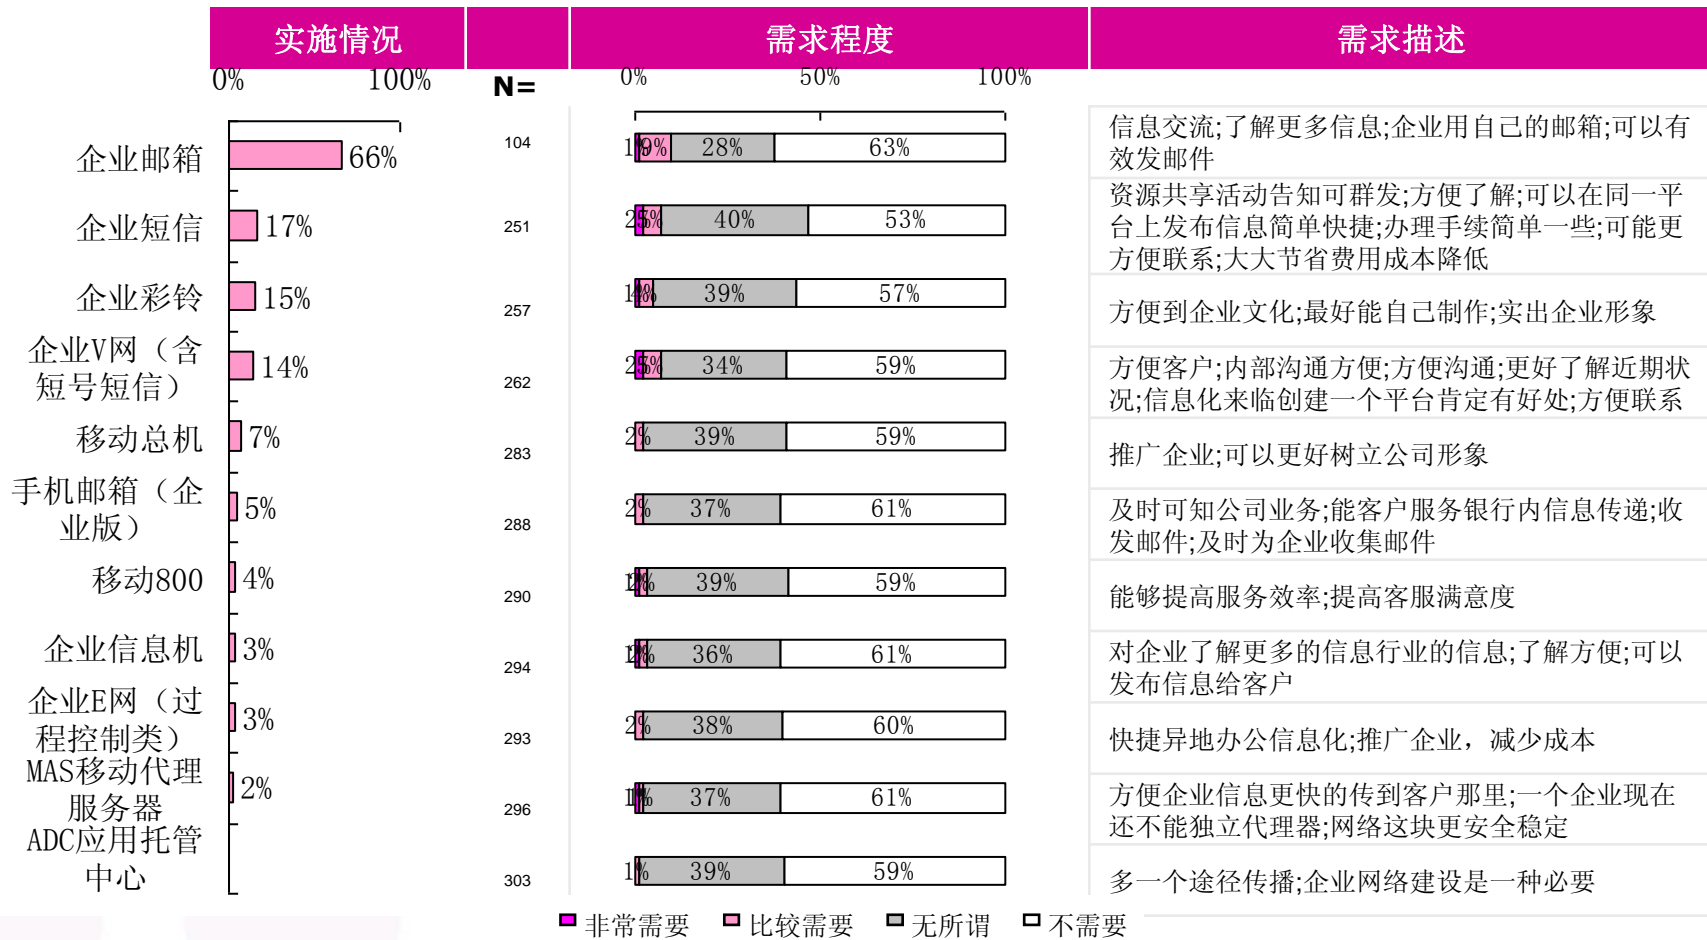 实施情况
需求程度
需求描述
0%
100%
N=
0%
50%
100%
企业邮箱
66%
104
1%
9%
28%
63%
信息交流;了解更多信息;企业用自己的邮箱;可以有
效发邮件
企业短信
17%
251
2%
5%
40%
53%
资源共享活动告知可群发;方便了解;可以在同一平
台上发布信息简单快捷;办理手续简单一些;可能更
方便联系;大大节省费用成本降低
企业彩铃
15%
257
1%
4%
39%
57%
方便到企业文化;最好能自己制作;实出企业形象
企业V网（含
短号短信）
14%
262
2%
5%
34%
59%
方便客户;内部沟通方便;方便沟通;更好了解近期状
况;信息化来临创建一个平台肯定有好处;方便联系
移动总机
7%
283
2%
39%
59%
推广企业;可以更好树立公司形象
手机邮箱（企
业版）
5%
288
2%
37%
61%
及时可知公司业务;能客户服务银行内信息传递;收
发邮件;及时为企业收集邮件
移动800
4%
290
1%
2%
39%
59%
能够提高服务效率;提高客服满意度
企业信息机
3%
294
1%
2%
36%
61%
对企业了解更多的信息行业的信息;了解方便;可以
发布信息给客户
企业E网（过
程控制类）
3%
293
2%
38%
60%
快捷异地办公信息化;推广企业，减少成本
MAS移动代理
服务器
2%
296
1%
1%
37%
61%
方便企业信息更快的传到客户那里;一个企业现在
还不能独立代理器;网络这块更安全稳定
ADC应用托管
中心
303
1%
39%
59%
多一个途径传播;企业网络建设是一种必要
非常需要
比较需要
无所谓
不需要